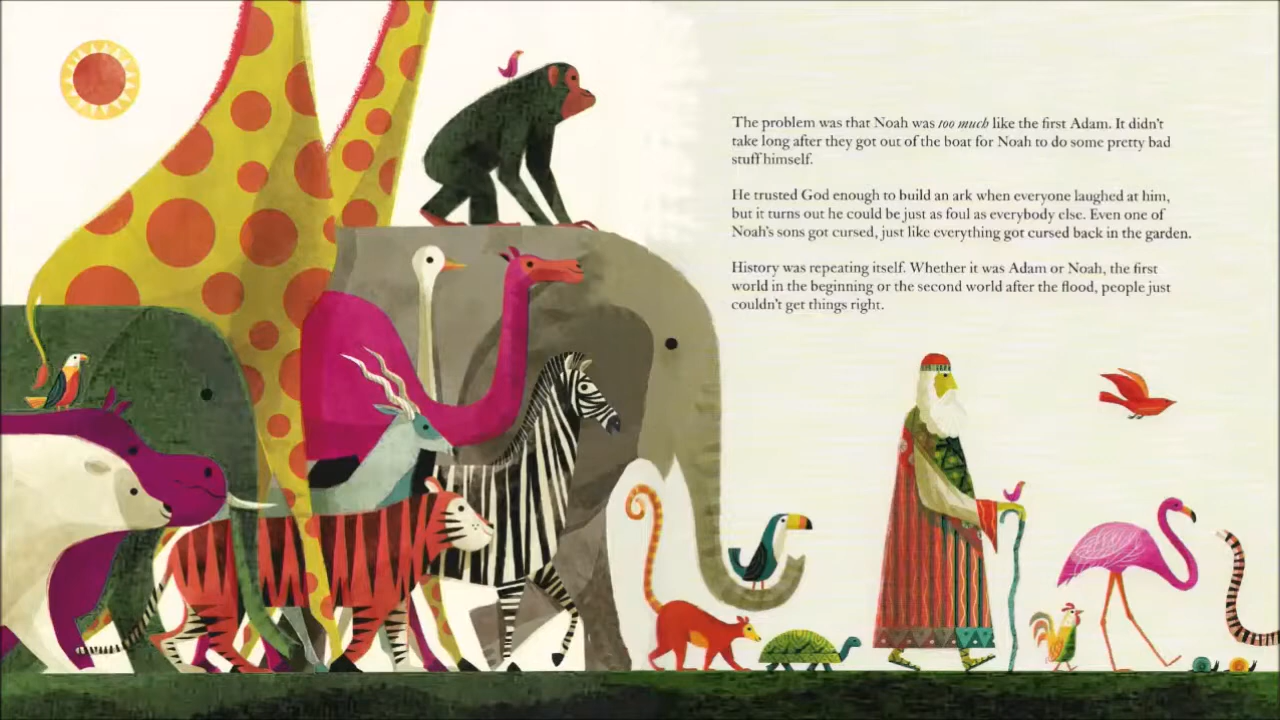 The problem was that Noah was too much like the first Adam. It didn't
take long after they got out of the boat for Noah to do some pretty bad
stuff himself.
He trusted God enough to build an ark when everyone laughed at him,
but it turns out he could be just as foul as everybody else. Even one of
Noah's sons got cursed, just like everything got cursed back in the garden.
History was repeating itself. Whether it was Adam or Noah, the first
world in the beginning or the second world after the flood, people just
couldn't get things right.